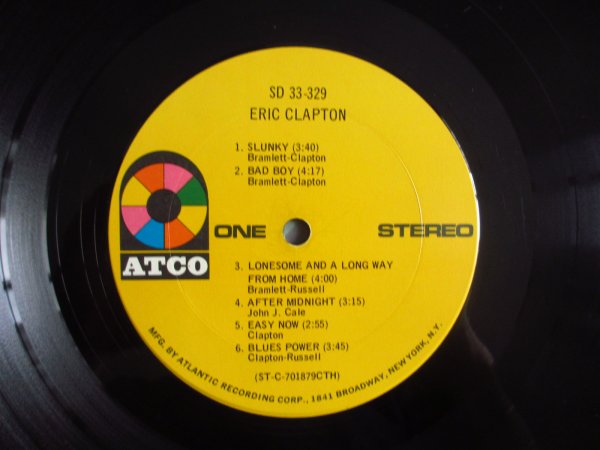 SD 33-329
ERIC CLAPTON
1. SLUNKY (3:40)
Bramlett-Clapton
2. BAD BOY (4:17)
Bramlett-Clapton
ATCO
ONE
STEREO
3. LONESOME AND A LONG WAY
FROM HOME (4:00)
Bramlett-Russell
4. AFTER MIDNIGHT (3:15)
John J. Cale
5. EASY NOW (2:55)
Clapton
6. BLUES POWER (3:45)
Clapton-Russell
(ST-C-701879CTH)
MFG. BY ATLANTIC RECORDING CORP., 1841 BROADWAY, NEW YORK, N.Y.